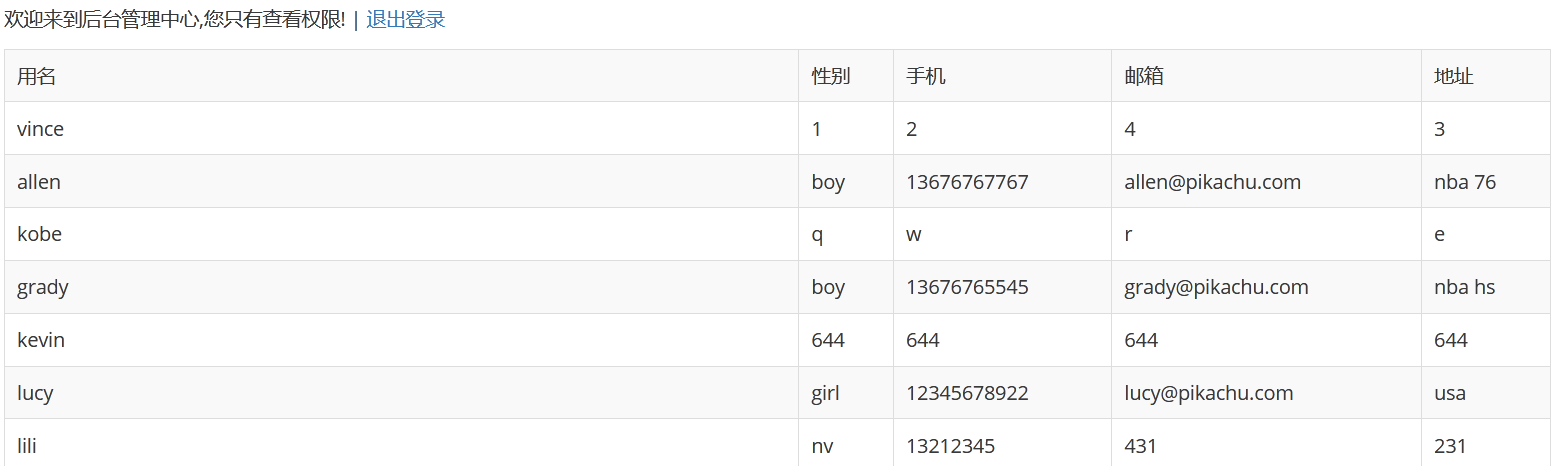 欢迎来到后台管理中心,您只有查看权限! | 退出登录
用名 性别 手机 邮箱 地址
vince 1 2 4 3
allen boy 13676767767 allen@pikachu.com nba 76
kobe q w r e
grady boy 13676765545 grady@pikachu.com nba hs
kevin 644 644 644 644
lucy girl 12345678922 lucy@pikachu.com usa
lili nv 13212345 431 231